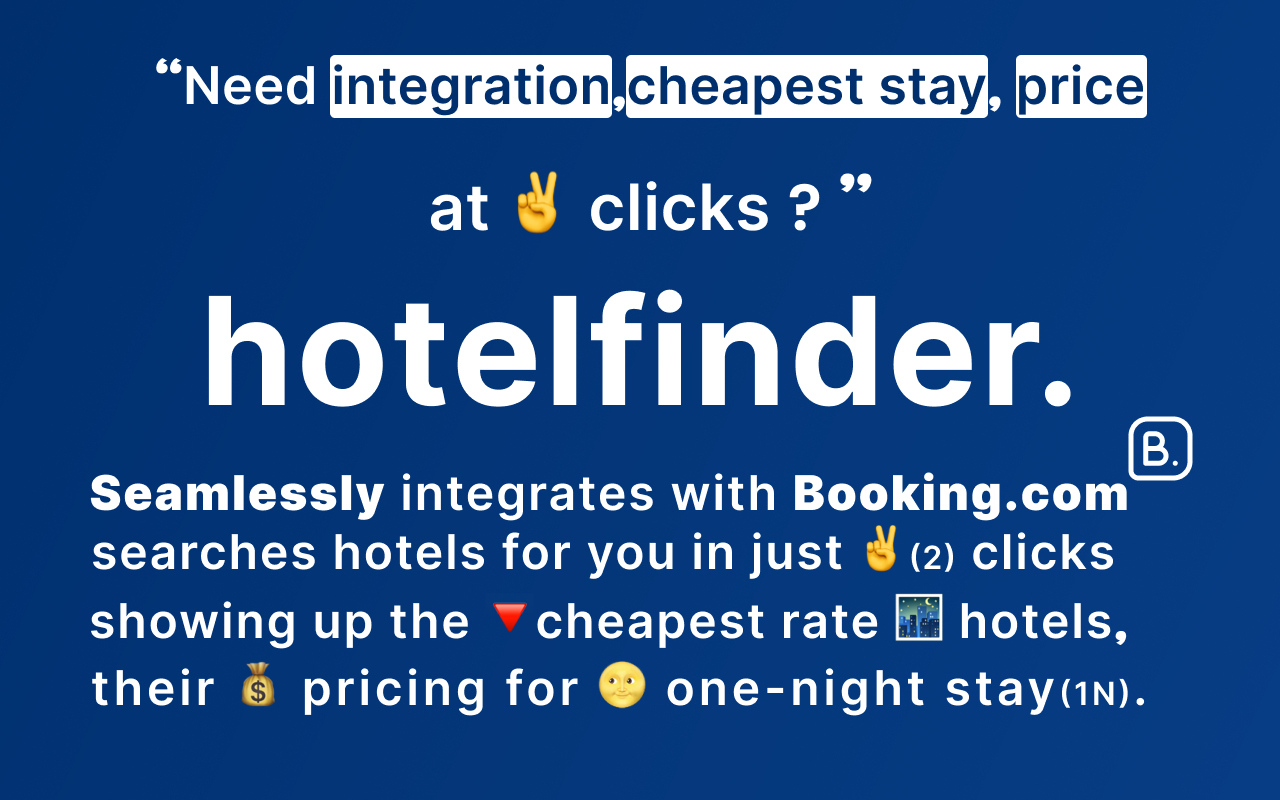 “Need integration,cheapest stay, price
at ✌️ clicks ? ”
hotelfinder.
B.
Seamlessly integrates with Booking.com
searches hotels for you in just ✌️(2) clicks
showing up the 🔻cheapest rate 🌃 hotels,
their 💰 pricing for 🌝 one-night stay(1N).